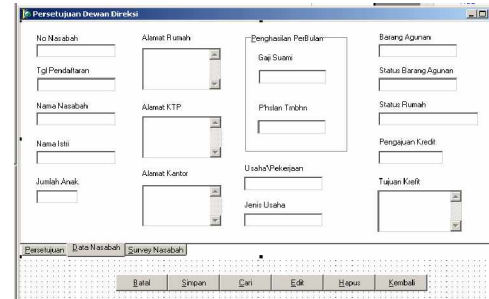 Persetujuan Dewan Direksi
No Nasabah
Alamat Rumah
Penghasilan PerBulan
Barang Agunan
Gaji Suami
Tgl Pendaftaran
Status Barang Agunan
Nama Nasabah
Alamat KTP
P'hslan Tmbhn
Status Rumah
Nama Istri
Pengajuan Kredit
Jumlah Anak
Alamat Kantor
Usaha\Pekerjaan
Tujuan Krefit
Jenis Usaha
Persetujuan Data Nasabah Survey Nasabah
Batal Simpan Cari Edit Hapus Kembali